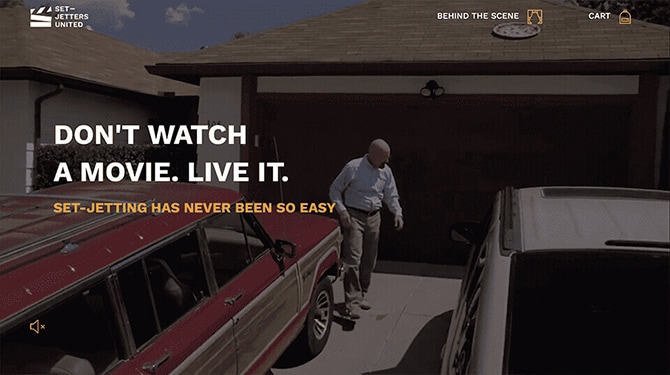 SET–
JETTERS
UNITED
BEHIND THE SCENE
CART
DON'T WATCH
A MOVIE. LIVE IT.
SET-JETTING HAS NEVER BEEN SO EASY